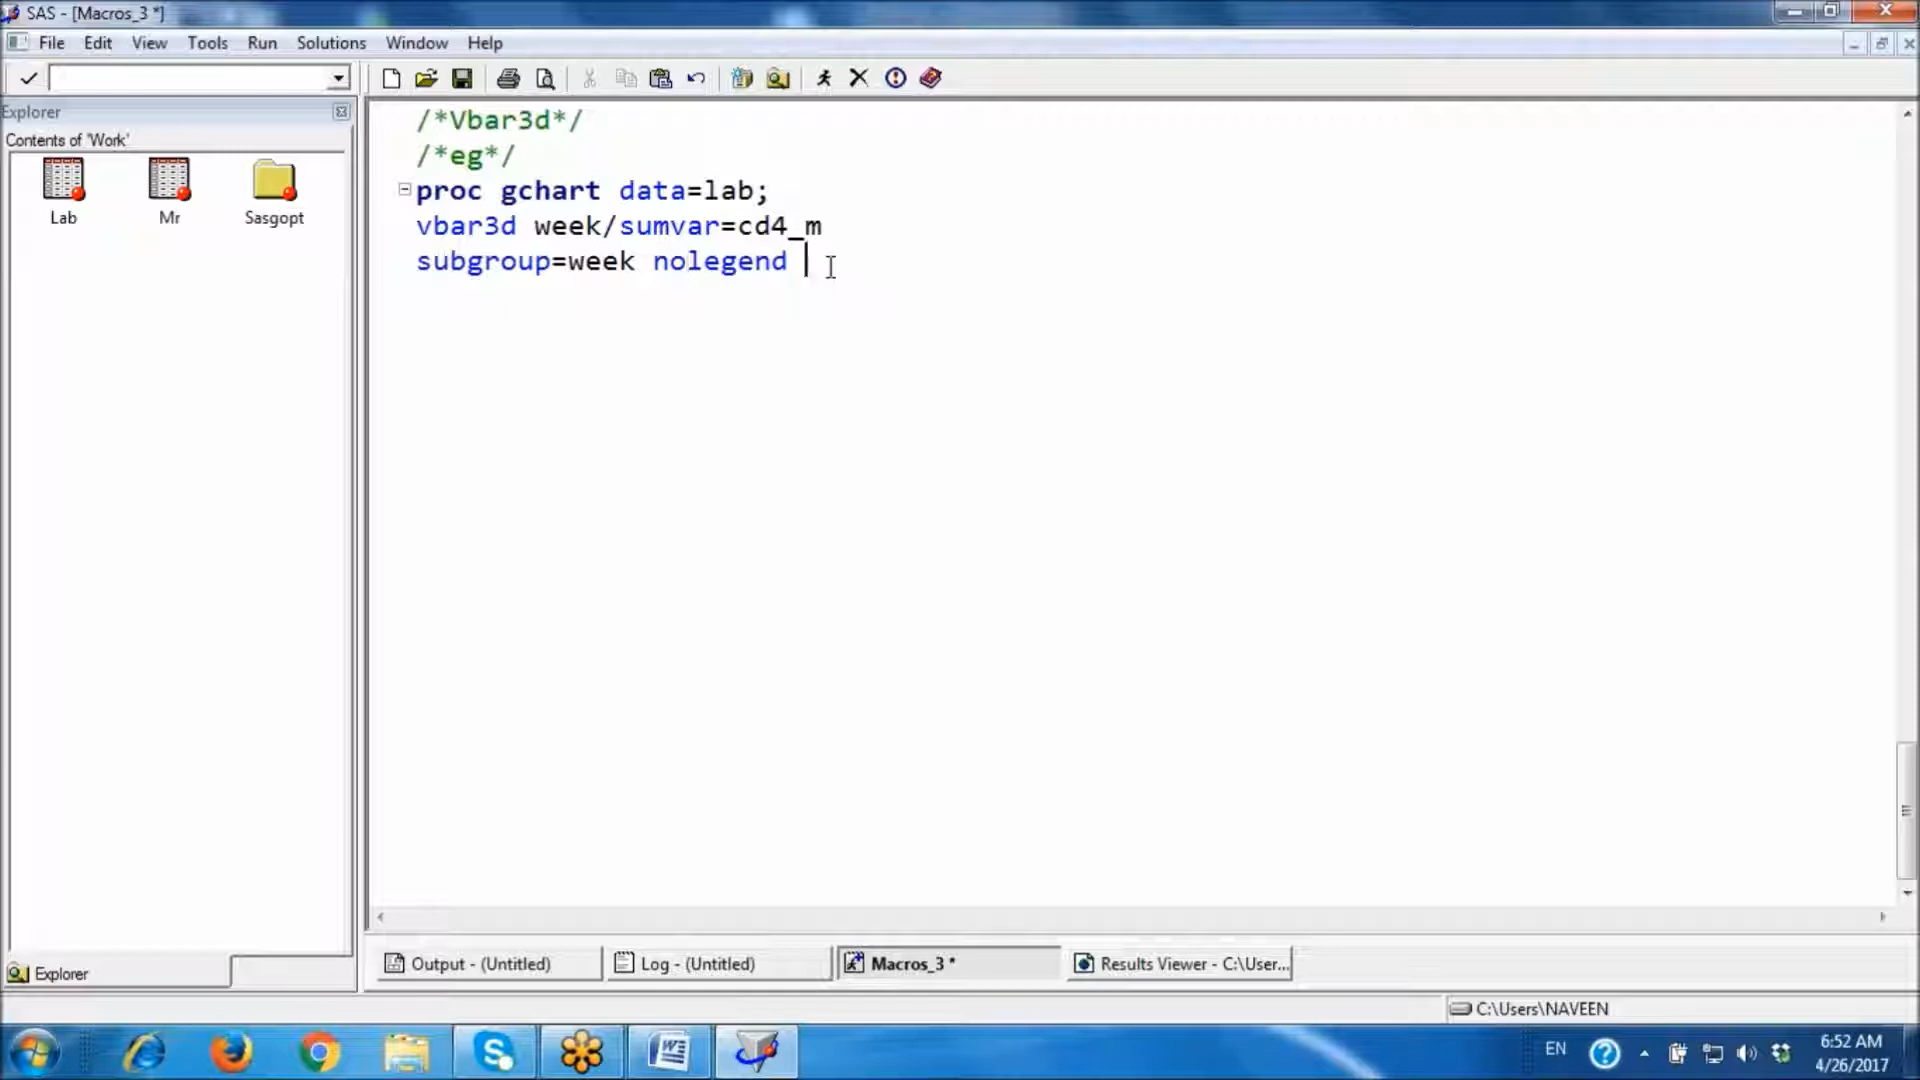 SAS - [Macros_3 *]
File Edit View Tools Run Solutions Window Help
Explorer
Contents of 'Work'
Lab Mr Sasgopt
/*Vbar3d*/
/*eg*/
proc gchart data=lab;
vbar3d week/sumvar=cd4_m
subgroup=week nolegend
Explorer
Output - (Untitled) Log - (Untitled) Macros_3 * Results Viewer - C:\User...
C:\Users\NAVEEN
EN
6:52 AM
4/26/2017